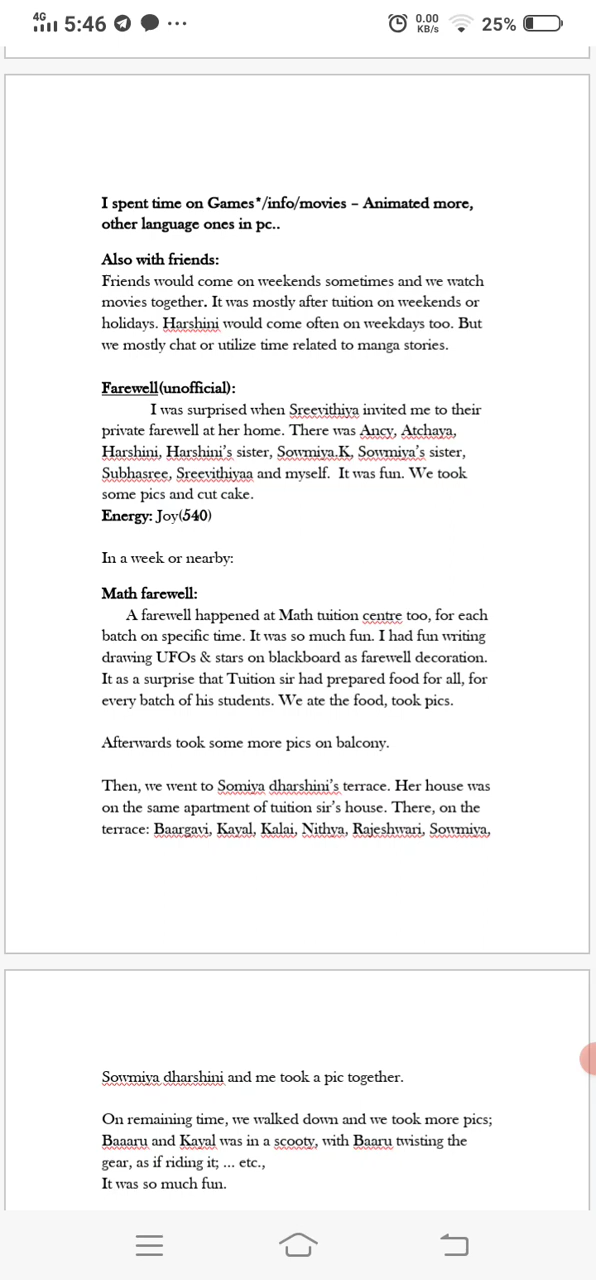 4G 5:46 ... 0.00 KB/s 25%
I spent time on Games*/info/movies – Animated more,
other language ones in pc..
Also with friends:
Friends would come on weekends sometimes and we watch
movies together. It was mostly after tuition on weekends or
holidays. Harshini would come often on weekdays too. But
we mostly chat or utilize time related to manga stories.
Farewell(unofficial):
I was surprised when Sreevithiya invited me to their
private farewell at her home. There was Ancy, Atchaya,
Harshini, Harshini's sister, Sowmiya.K, Sowmiya's sister,
Subhasree, Sreevithiyaa and myself. It was fun. We took
some pics and cut cake.
Energy: Joy(540)
In a week or nearby:
Math farewell:
A farewell happened at Math tuition centre too, for each
batch on specific time. It was so much fun. I had fun writing
drawing UFOs & stars on blackboard as farewell decoration.
It as a surprise that Tuition sir had prepared food for all, for
every batch of his students. We ate the food, took pics.
Afterwards took some more pics on balcony.
Then, we went to Somiya dharshini's terrace. Her house was
on the same apartment of tuition sir's house. There, on the
terrace: Baargavi, Kayal, Kalai, Nithya, Rajeshwari, Sowmiya,
Sowmiya dharshini and me took a pic together.
On remaining time, we walked down and we took more pics;
Baaaru and Kayal was in a scooty, with Baaru twisting the
gear, as if riding it; ... etc.,
It was so much fun.